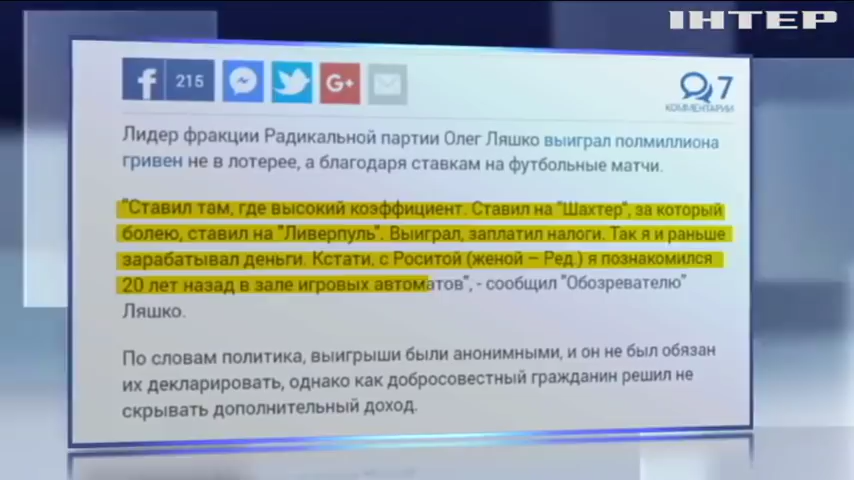 ІНТЕР
215
G+
7
КОММЕНТАРИИ
Лидер фракции Радикальной партии Олег Ляшко выиграл полмиллиона
гривен не в лотерее, а благодаря ставкам на футбольные матчи.
"Ставил там, где высокий коэффициент. Ставил на "Шахтер", за который
болею, ставил на "Ливерпуль". Выиграл, заплатил налоги. Так я и раньше
зарабатывал деньги. Кстати, с Роситой (женой – Ред.) я познакомился
20 лет назад в зале игровых автоматов", - сообщил "Обозревателю"
Ляшко.
По словам политика, выигрыши были анонимными, и он не был обязан
их декларировать, однако как добросовестный гражданин решил не
скрывать дополнительный доход.